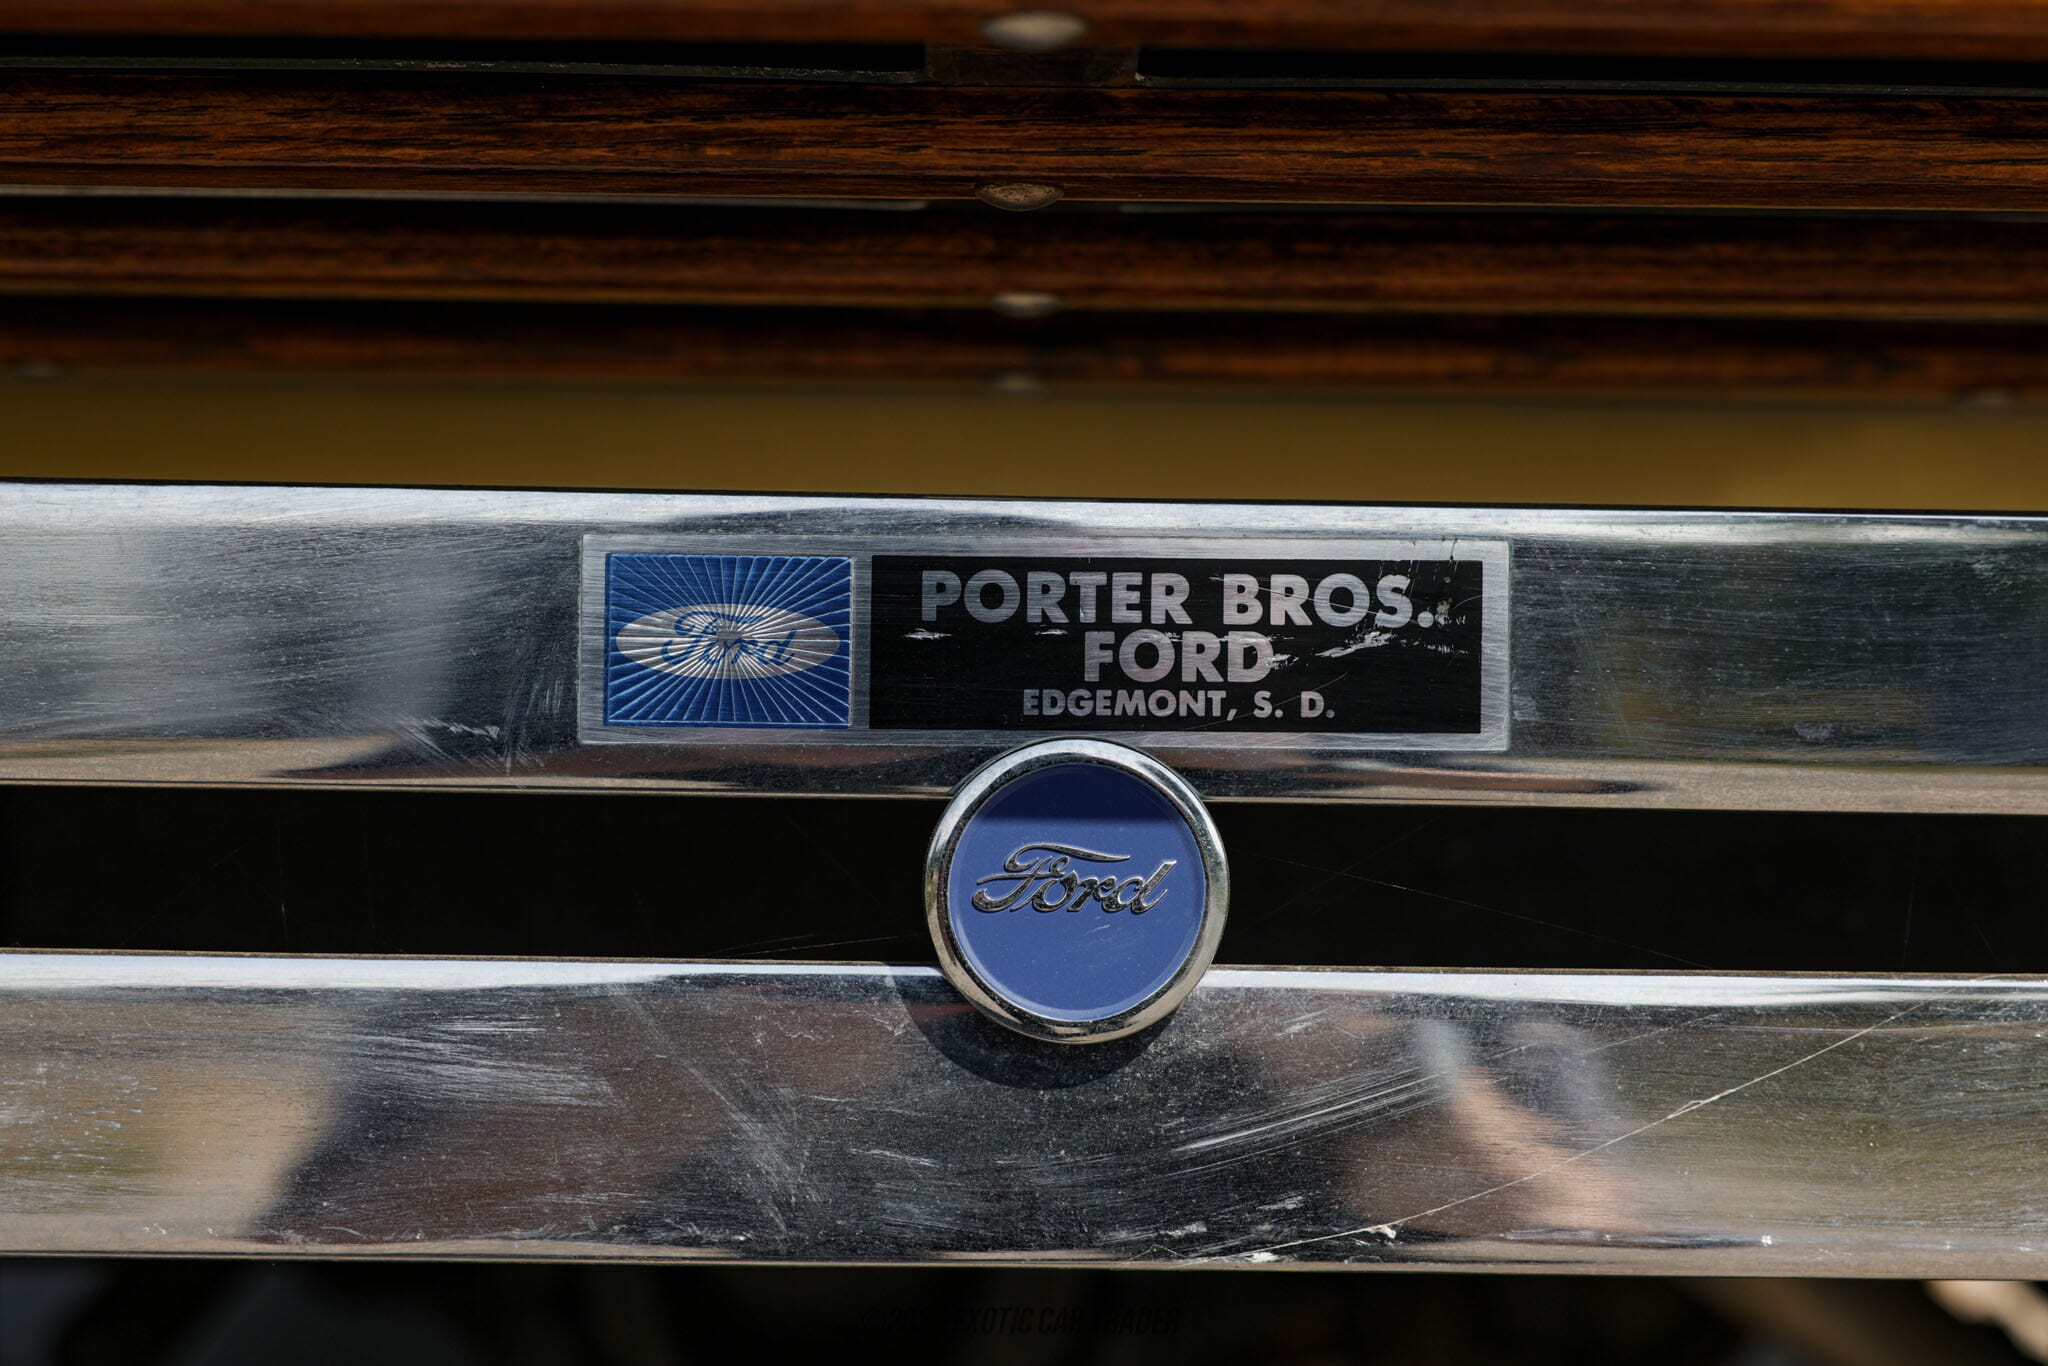 Ford
PORTER BROS.
FORD
EDGEMONT, S. D.
Ford
EXOTIC CAR TRADER